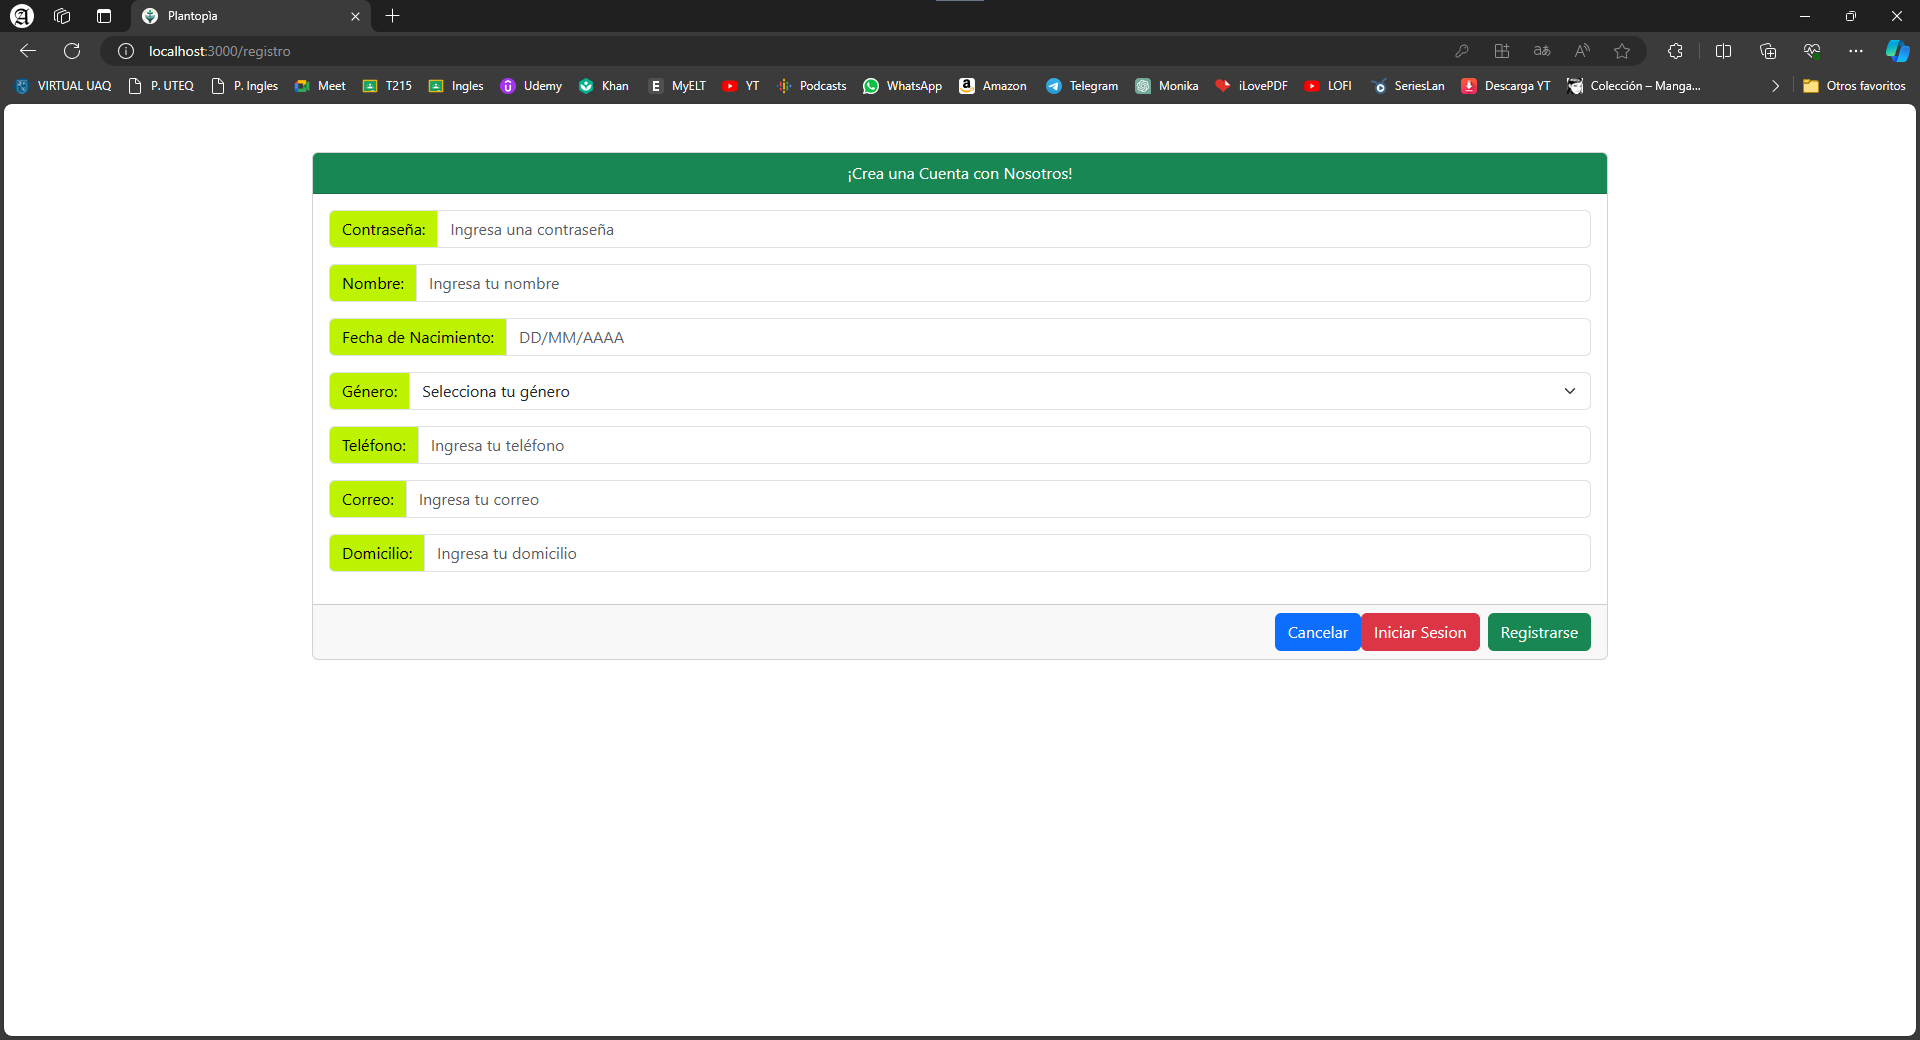 Plantopia
localhost:3000/registro
VIRTUAL UAQ P. UTEQ P. Ingles Meet T215 Ingles Udemy Khan MyELT YT Podcasts WhatsApp Amazon Telegram Monika iLovePDF LOFI SeriesLan Descarga YT Colección – Manga... Otros favoritos
¡Crea una Cuenta con Nosotros!
Contraseña: Ingresa una contraseña
Nombre: Ingresa tu nombre
Fecha de Nacimiento: DD/MM/AAAA
Género: Selecciona tu género
Teléfono: Ingresa tu teléfono
Correo: Ingresa tu correo
Domicilio: Ingresa tu domicilio
Cancelar Iniciar Sesion Registrarse